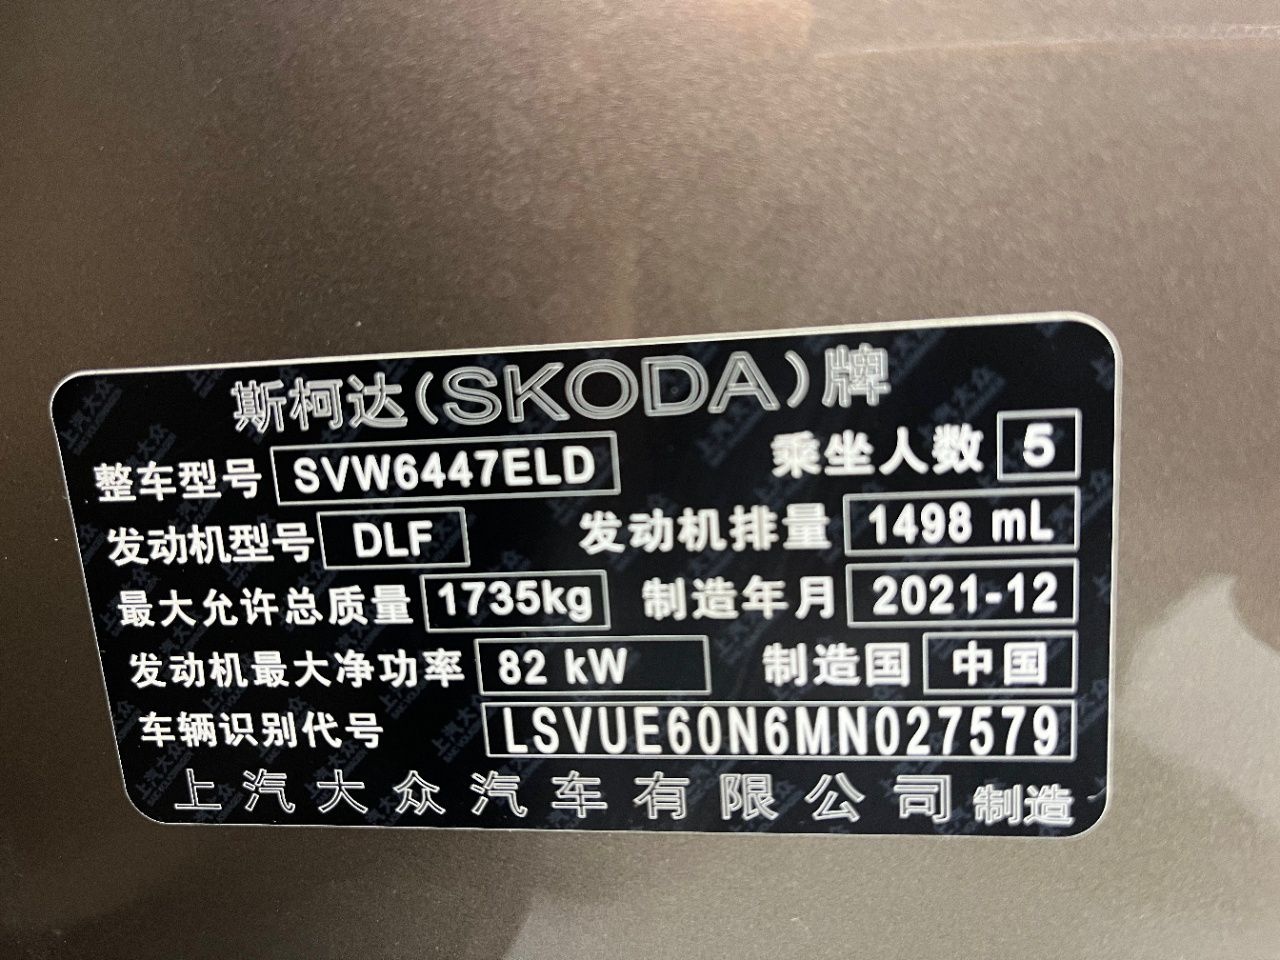 斯柯达(SKODA)牌
整车型号 SVW6447ELD 乘坐人数 5
发动机型号 DLF 发动机排量 1498 mL
最大允许总质量 1735kg 制造年月 2021-12
发动机最大净功率 82 kW 制造国 中国
车辆识别代号 LSVUE60N6MN027579
上汽大众汽车有限公司 制造